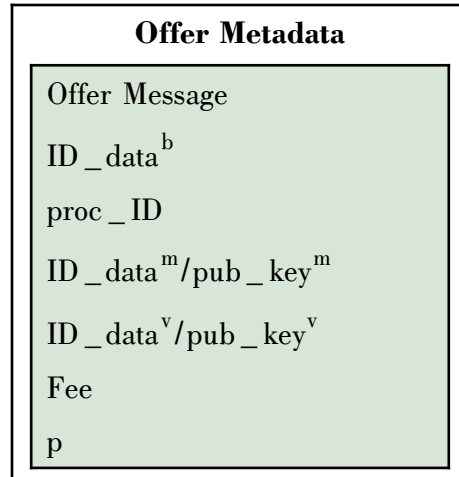 Offer Metadata
Offer Message
ID_data^b
proc_ID
ID_data^m/pub_key^m
ID_data^v/pub_key^v
Fee
p